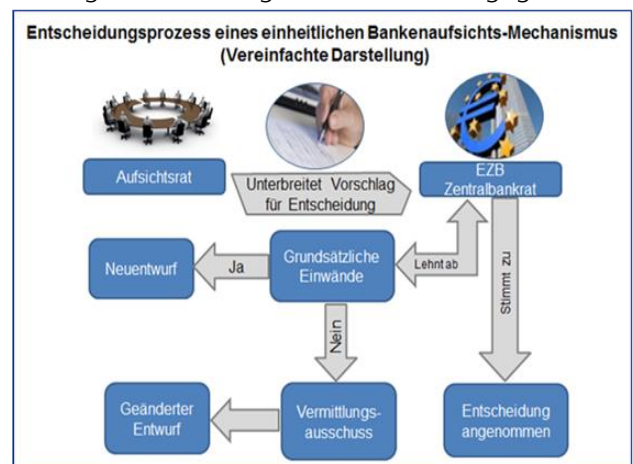 Entscheidungsprozess eines einheitlichen Bankenaufsichts-Mechanismus
(Vereinfachte Darstellung)
Aufsichtsrat
Unterbreitet Vorschlag
für Entscheidung
EZB
Zentralbankrat
Neuentwurf
Ja
Grundsätzliche
Einwände
Lehnt ab
Stimmt zu
Nein
Geänderter
Entwurf
Vermittlungs-
ausschuss
Entscheidung
angenommen